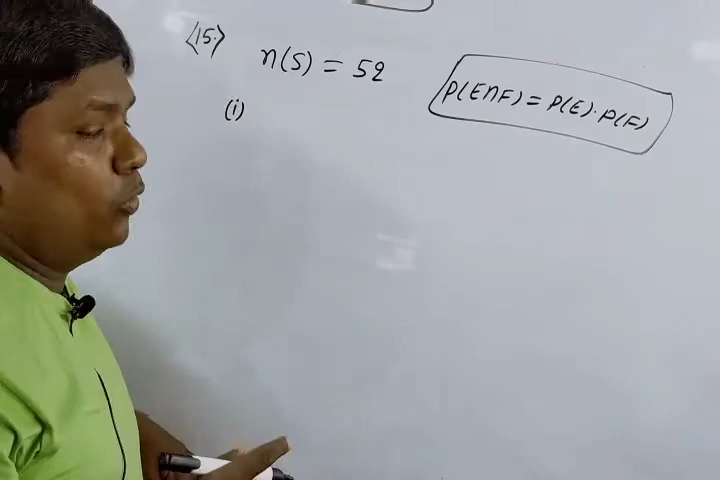 <15.> n(S) = 52
P(E∩F) = P(E).P(F)
(i)